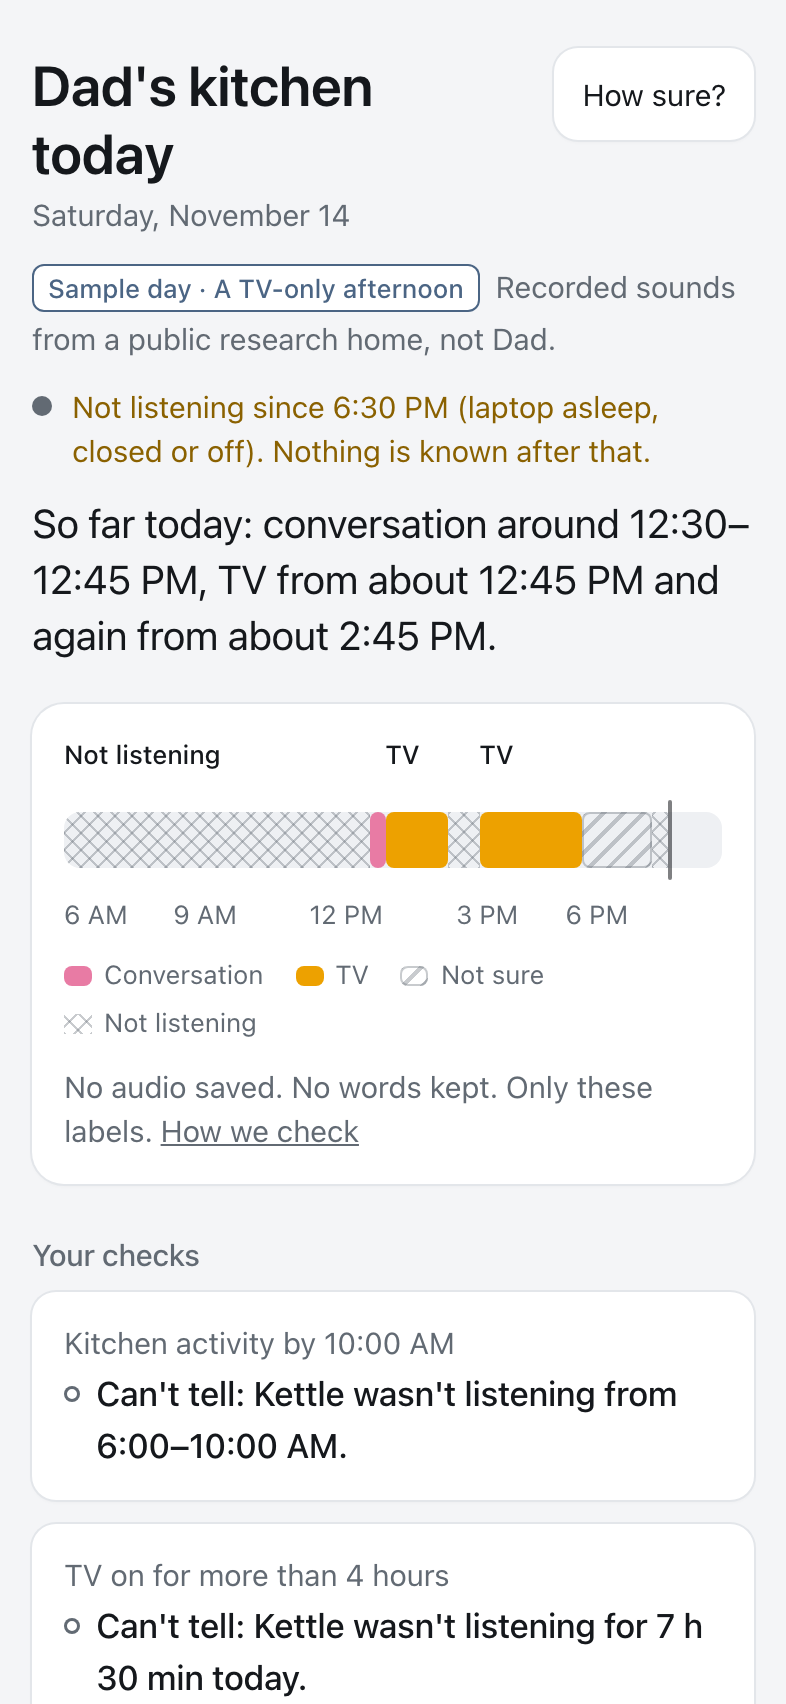 Dad's kitchen
today
How sure?
Saturday, November 14
Sample day · A TV-only afternoon Recorded sounds
from a public research home, not Dad.
Not listening since 6:30 PM (laptop asleep,
closed or off). Nothing is known after that.
So far today: conversation around 12:30–
12:45 PM, TV from about 12:45 PM and
again from about 2:45 PM.
Not listening TV TV
6 AM 9 AM 12 PM 3 PM 6 PM
Conversation TV Not sure
Not listening
No audio saved. No words kept. Only these
labels. How we check
Your checks
Kitchen activity by 10:00 AM
Can't tell: Kettle wasn't listening from
6:00–10:00 AM.
TV on for more than 4 hours
Can't tell: Kettle wasn't listening for 7 h
30 min today.